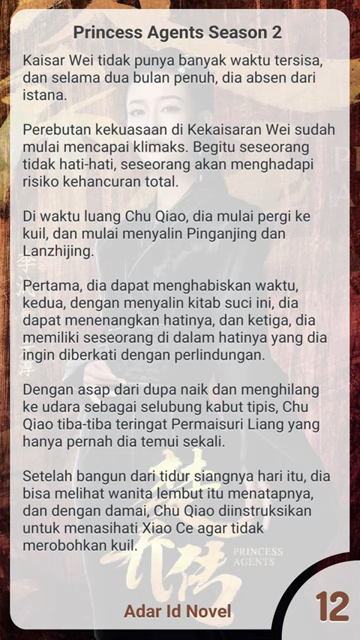 Princess Agents Season 2
Kaisar Wei tidak punya banyak waktu tersisa,
dan selama dua bulan penuh, dia absen dari
istana.
Perebutan kekuasaan di Kekaisaran Wei sudah
mulai mencapai klimaks. Begitu seseorang
tidak hati-hati, seseorang akan menghadapi
risiko kehancuran total.
Di waktu luang Chu Qiao, dia mulai pergi ke
kuil, dan mulai menyalin Pinganjing dan
Lanzhijing.
Pertama, dia dapat menghabiskan waktu,
kedua, dengan menyalin kitab suci ini, dia
dapat menenangkan hatinya, dan ketiga, dia
memiliki seseorang di dalam hatinya yang dia
ingin diberkati dengan perlindungan.
Dengan asap dari dupa naik dan menghilang
ke udara sebagai selubung kabut tipis, Chu
Qiao tiba-tiba teringat Permaisuri Liang yang
hanya pernah dia temui sekali.
Setelah bangun dari tidur siangnya hari itu, dia
bisa melihat wanita lembut itu menatapnya,
dan dengan damai, Chu Qiao diinstruksikan
untuk menasihati Xiao Ce agar tidak
merobohkan kuil.
PRINCESS
AGENTS
Adar Id Novel
12